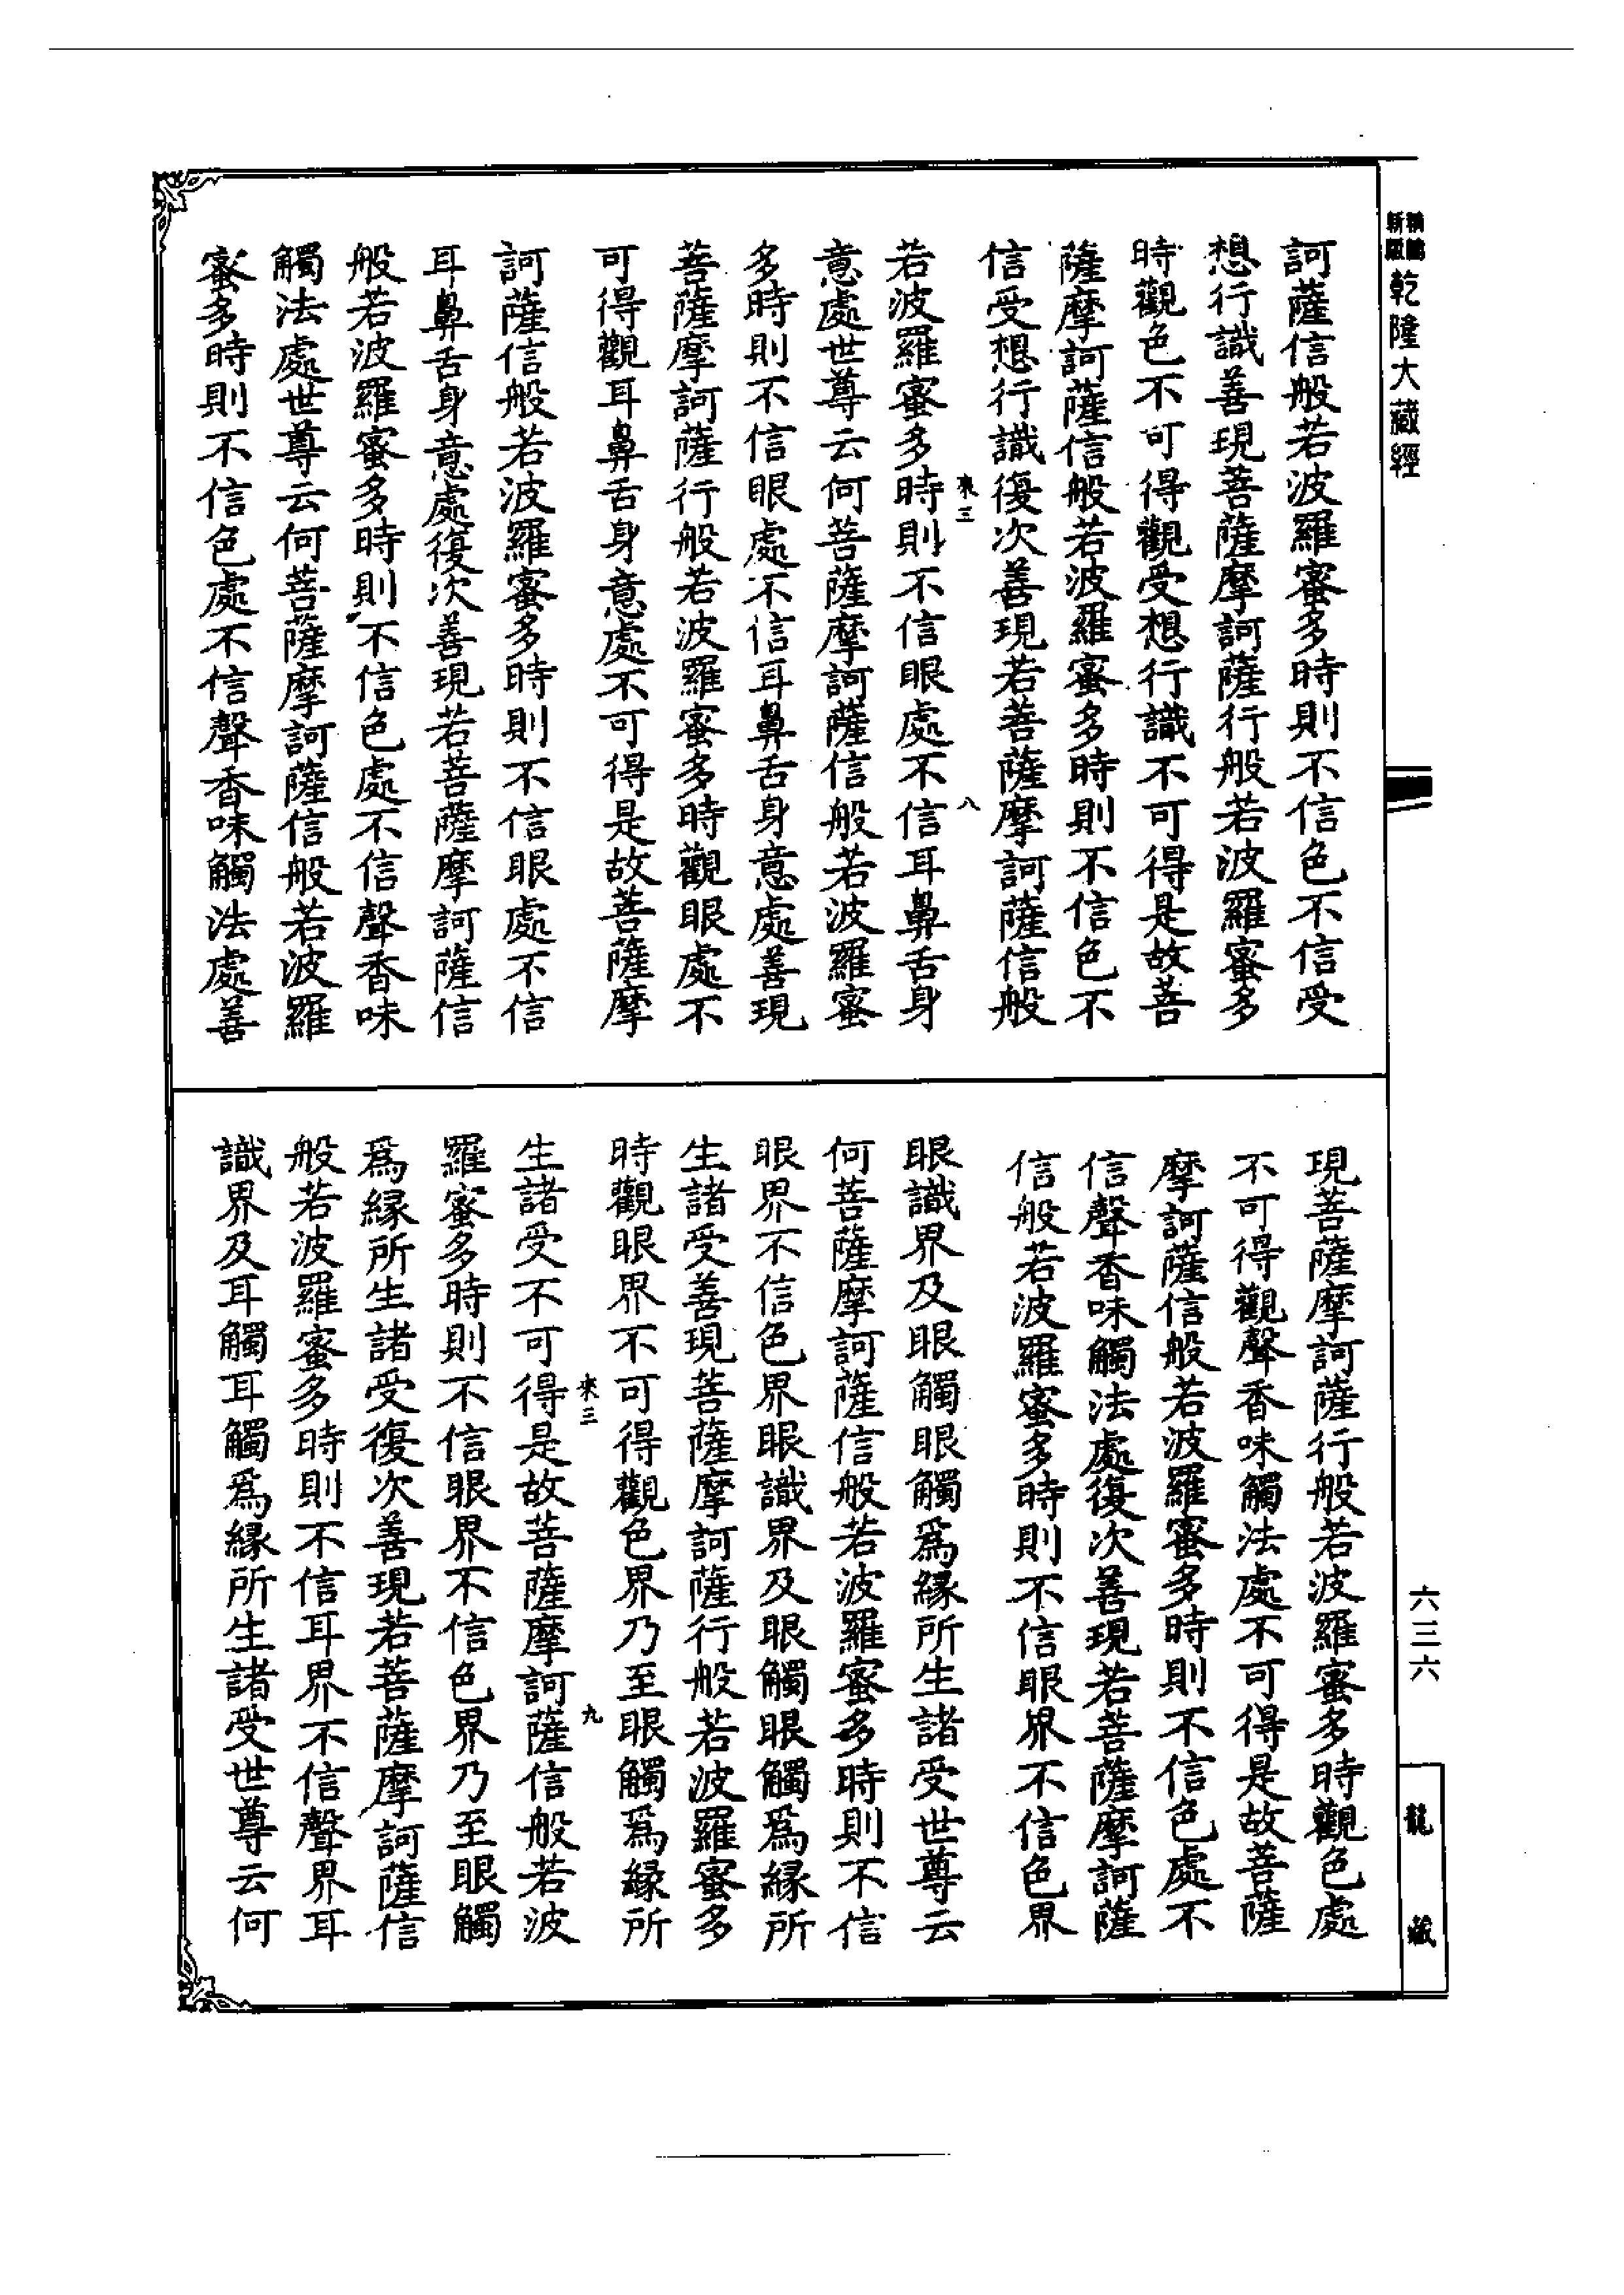 新編
縮版
乾隆大藏經
訶薩信般若波羅蜜多時則不信色不信受
想行識善現菩薩摩訶薩行般若波羅蜜多
時觀色不可得觀受想行識不可得是故菩
薩摩訶薩信般若波羅蜜多時則不信色不
信受想行識復次善現若菩薩摩訶薩信般
來三
八
若波羅蜜多時則不信眼處不信耳鼻舌身
意處世尊云何菩薩摩訶薩信般若波羅蜜
多時則不信眼處不信耳鼻舌身意處善現
菩薩摩訶薩行般若波羅蜜多時觀眼處不
可得觀耳鼻舌身意處不可得是故菩薩摩
訶薩信般若波羅蜜多時則不信眼處不信
耳鼻舌身意處復次善現若菩薩摩訶薩信
般若波羅蜜多時則不信色處不信聲香味
觸法處世尊云何菩薩摩訶薩信般若波羅
蜜多時則不信色處不信聲香味觸法處善
六三六
龍藏
現菩薩摩訶薩行般若波羅蜜多時觀色處
不可得觀聲香味觸法處不可得是故菩薩
摩訶薩信般若波羅蜜多時則不信色處不
信聲香味觸法處復次善現若菩薩摩訶薩
信般若波羅蜜多時則不信眼界不信色界
眼識界及眼觸眼觸爲緣所生諸受世尊云
何菩薩摩訶薩信般若波羅蜜多時則不信
眼界不信色界眼識界及眼觸眼觸爲緣所
生諸受善現菩薩摩訶薩行般若波羅蜜多
時觀眼界不可得觀色界乃至眼觸爲緣所
來三
九
生諸受不可得是故菩薩摩訶薩信般若波
羅蜜多時則不信眼界不信色界乃至眼觸
爲緣所生諸受復次善現若菩薩摩訶薩信
般若波羅蜜多時則不信耳界不信聲界耳
識界及耳觸耳觸爲緣所生諸受世尊云何